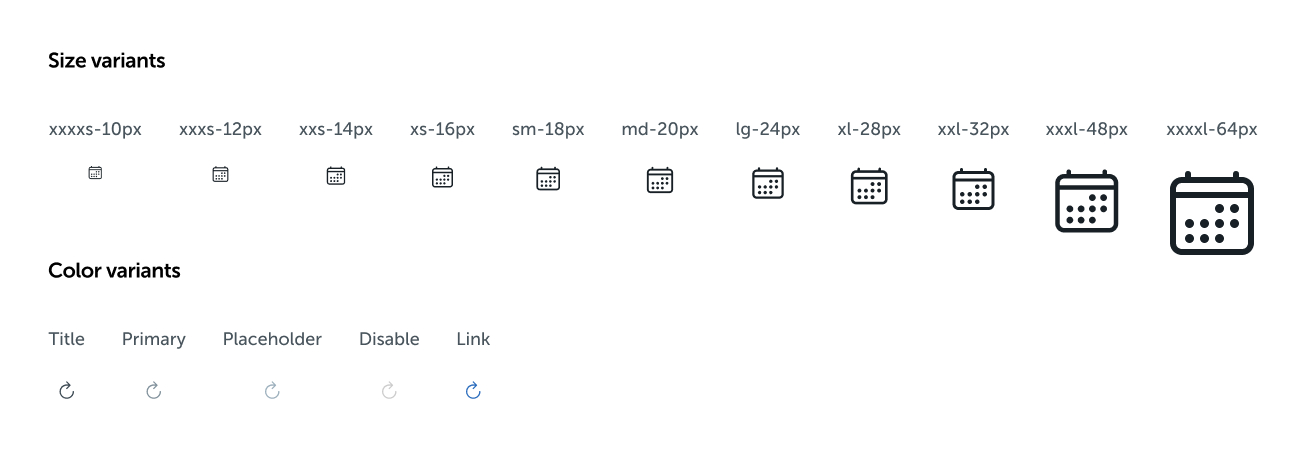 Size variants
xxxxs-10px xxxs-12px xxs-14px xs-16px sm-18px md-20px lg-24px xl-28px xxl-32px xxxl-48px xxxxl-64px
Color variants
Title Primary Placeholder Disable Link